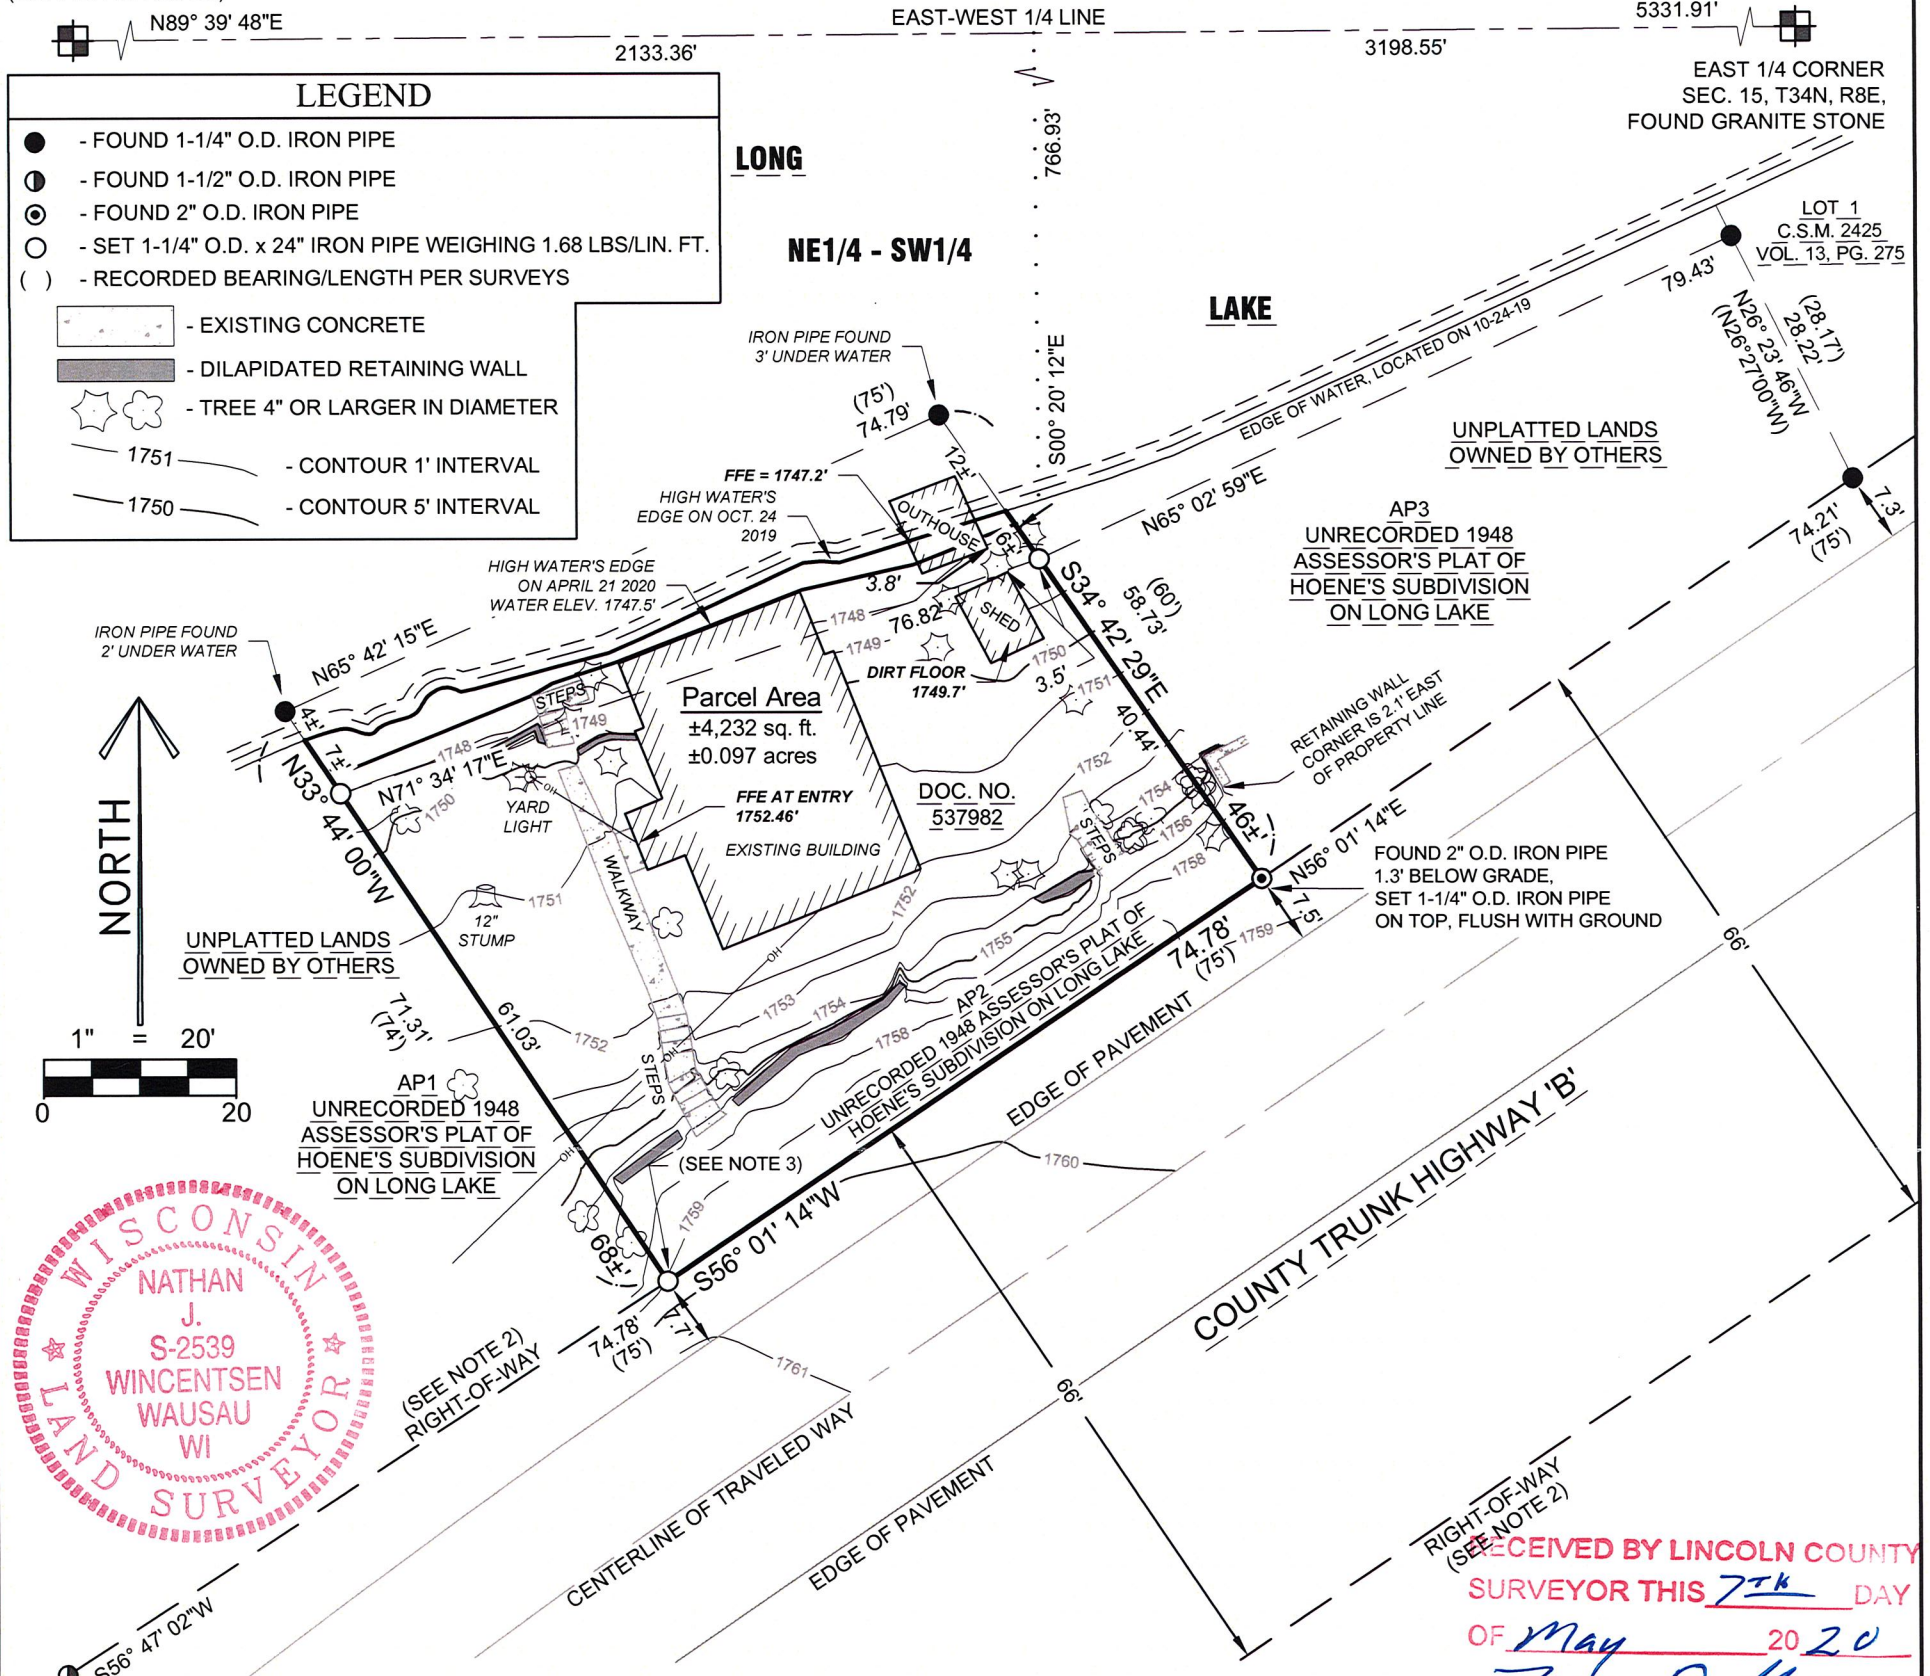 N89° 39' 48"E
EAST-WEST 1/4 LINE
5331.91'
2133.36'
3198.55'
EAST 1/4 CORNER
SEC. 15, T34N, R8E,
FOUND GRANITE STONE
LEGEND
- FOUND 1-1/4" O.D. IRON PIPE
- FOUND 1-1/2" O.D. IRON PIPE
- FOUND 2" O.D. IRON PIPE
- SET 1-1/4" O.D. x 24" IRON PIPE WEIGHING 1.68 LBS/LIN. FT.
( ) - RECORDED BEARING/LENGTH PER SURVEYS
- EXISTING CONCRETE
- DILAPIDATED RETAINING WALL
- TREE 4" OR LARGER IN DIAMETER
1751 - CONTOUR 1' INTERVAL
1750 - CONTOUR 5' INTERVAL
LONG
766.93'
NE1/4 - SW1/4
LAKE
S00° 20' 12"E
LOT 1
C.S.M. 2425
VOL. 13, PG. 275
79.43'
(28.17')
28.22'
N26° 23' 46"W
(N26°27'00"W)
EDGE OF WATER, LOCATED ON 10-24-19
IRON PIPE FOUND
3' UNDER WATER
(75')
74.79'
12±'
UNPLATTED LANDS
OWNED BY OTHERS
FFE = 1747.2'
HIGH WATER'S
EDGE ON OCT. 24
2019
OUTHOUSE
6±'
N65° 02' 59"E
AP3
UNRECORDED 1948
ASSESSOR'S PLAT OF
HOENE'S SUBDIVISION
ON LONG LAKE
74.21'
(75')
7.3'
HIGH WATER'S EDGE
ON APRIL 21 2020
WATER ELEV. 1747.5'
3.8'
1748
76.82'
SHED
1749
S34° 42' 29"E
(60')
58.73'
IRON PIPE FOUND
2' UNDER WATER
N65° 42' 15"E
DIRT FLOOR
1749.7'
1750
3.5'
1751
40.44'
4±'
7±'
STEPS
1749
1748
N71° 34' 17"E
1750
Parcel Area
±4,232 sq. ft.
±0.097 acres
RETAINING WALL
CORNER IS 2.1' EAST
OF PROPERTY LINE
N33° 44' 00"W
OH
YARD
LIGHT
FFE AT ENTRY
1752.46'
EXISTING BUILDING
DOC. NO.
537982
1752
1754
STEPS
1756
1758
46±'
N56° 01' 14"E
FOUND 2" O.D. IRON PIPE
1.3' BELOW GRADE,
SET 1-1/4" O.D. IRON PIPE
ON TOP, FLUSH WITH GROUND
NORTH
WALKWAY
1751
12"
STUMP
1752
OH
1755
7.5'
1759
74.78'
(75')
66'
UNPLATTED LANDS
OWNED BY OTHERS
71.31'
(74')
61.03'
1752
1753
1754
1758
AP2
UNRECORDED 1948 ASSESSOR'S PLAT OF
HOENE'S SUBDIVISION ON LONG LAKE
EDGE OF PAVEMENT
1" = 20'
0
20
OH
STEPS
AP1
UNRECORDED 1948
ASSESSOR'S PLAT OF
HOENE'S SUBDIVISION
ON LONG LAKE
OH
(SEE NOTE 3)
1760
COUNTY TRUNK HIGHWAY 'B'
1759
68±'
S56° 01' 14"W
WISCONSIN
NATHAN
J.
S-2539
WINCENTSEN
WAUSAU
WI
LAND SURVEYOR
7.7'
74.78'
(75')
1761
66'
(SEE NOTE 2)
RIGHT-OF-WAY
CENTERLINE OF TRAVELED WAY
EDGE OF PAVEMENT
RIGHT-OF-WAY
(SEE NOTE 2)
S56° 47' 02"W
RECEIVED BY LINCOLN COUNTY
SURVEYOR THIS 7TH DAY
OF May 20 20